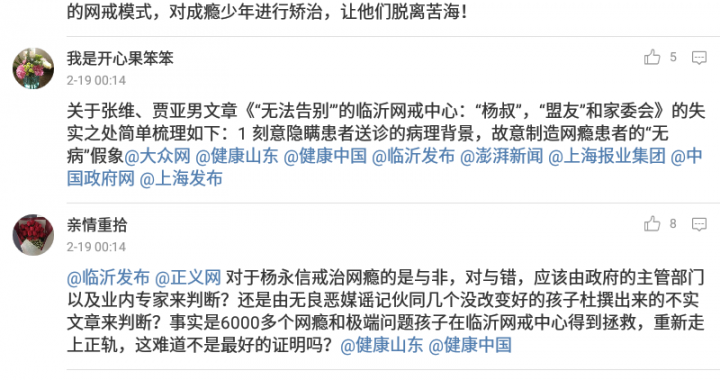 的网戒模式，对成瘾少年进行矫治，让他们脱离苦海！
我是开心果笨笨
5
2-19 00:14
关于张维、贾亚男文章《“无法告别”的临沂网戒中心：“杨叔”，“盟友”和家委会》的失
实之处简单梳理如下：1 刻意隐瞒患者送诊的病理背景，故意制造网瘾患者的“无
病”假象@大众网 @健康山东 @健康中国 @临沂发布 @澎湃新闻 @上海报业集团 @中
国政府网 @上海发布
亲情重拾
8
2-19 00:14
@临沂发布 @正义网 对于杨永信戒治网瘾的是与非，对与错，应该由政府的主管部门
以及业内专家来判断？还是由无良恶媒谣记伙同几个没改变好的孩子杜撰出来的不实
文章来判断？事实是6000多个网瘾和极端问题孩子在临沂网戒中心得到拯救，重新走
上正轨，这难道不是最好的证明吗？@健康山东 @健康中国